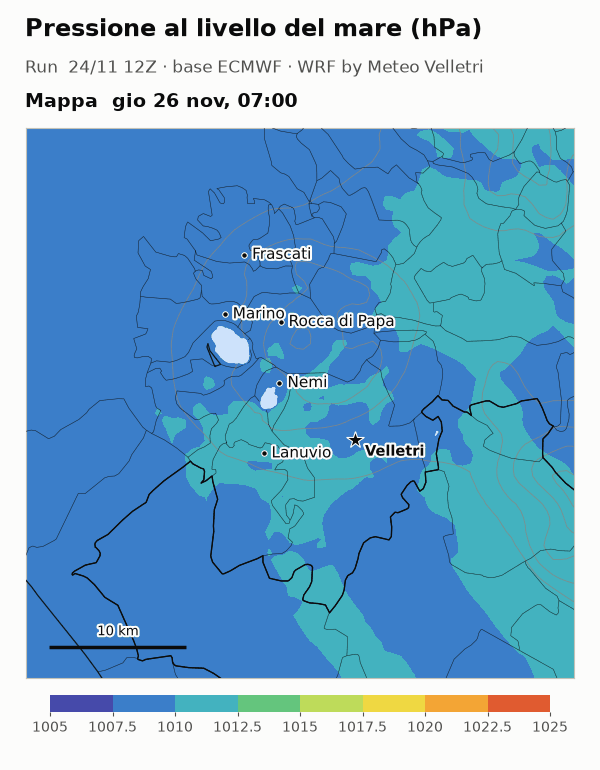 Pressione al livello del mare (hPa)
Run  24/11 12Z · base ECMWF · WRF by Meteo Velletri
Mappa  gio 26 nov, 07:00
Frascati
Marino
Rocca di Papa
Nemi
Velletri
Lanuvio
10 km
1005 1007.5 1010 1012.5 1015 1017.5 1020 1022.5 1025